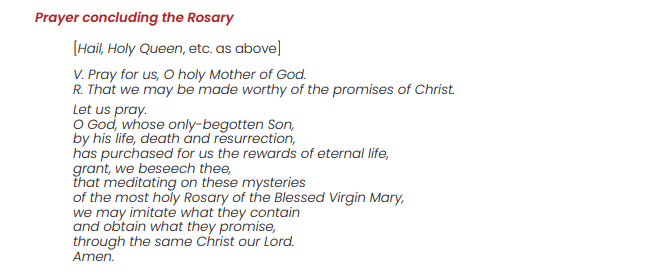 Prayer concluding the Rosary
[Hail, Holy Queen, etc. as above]
V. Pray for us, O holy Mother of God.
R. That we may be made worthy of the promises of Christ.
Let us pray.
O God, whose only-begotten Son,
by his life, death and resurrection,
has purchased for us the rewards of eternal life,
grant, we beseech thee,
that meditating on these mysteries
of the most holy Rosary of the Blessed Virgin Mary,
we may imitate what they contain
and obtain what they promise,
through the same Christ our Lord.
Amen.